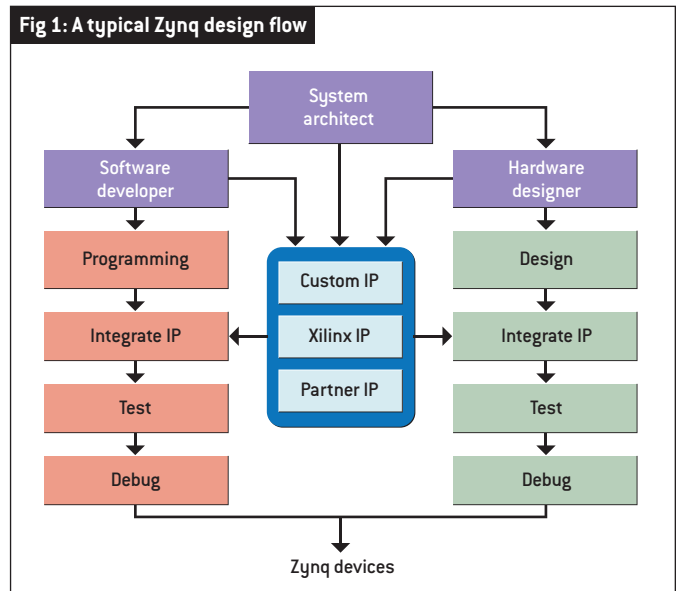 Fig 1: A typical Zynq design flow
System
architect
Software
developer
Hardware
designer
Programming
Design
Custom IP
Integrate IP
Xilinx IP
Integrate IP
Partner IP
Test
Test
Debug
Debug
Zynq devices